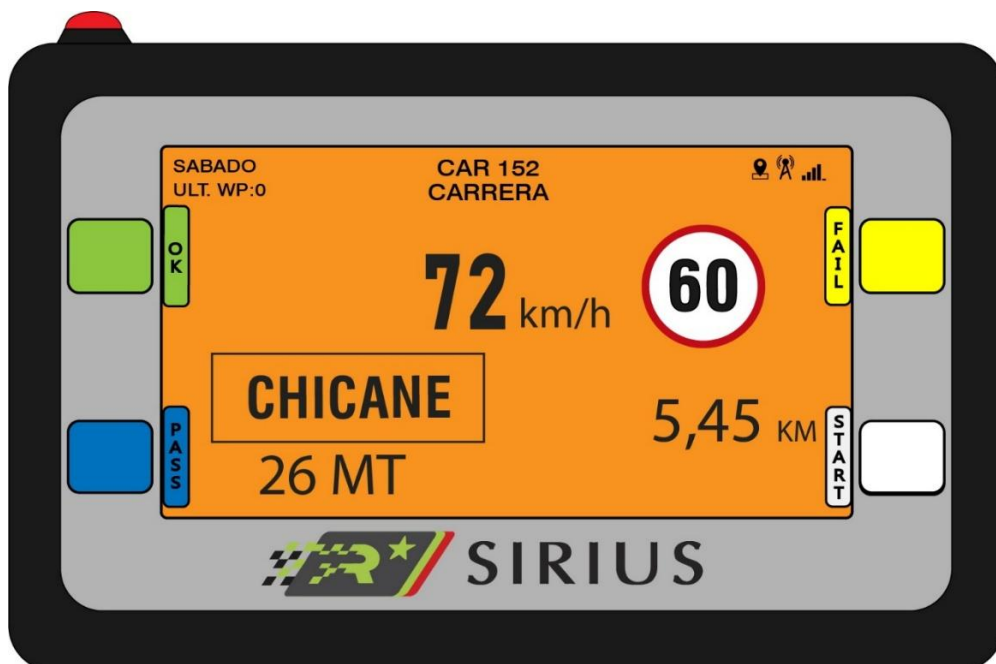 SABADO
ULT. WP:0
CAR 152
CARRERA
OK
FAIL
72 km/h
60
CHICANE
26 MT
5,45 KM
PASS
START
R
SIRIUS